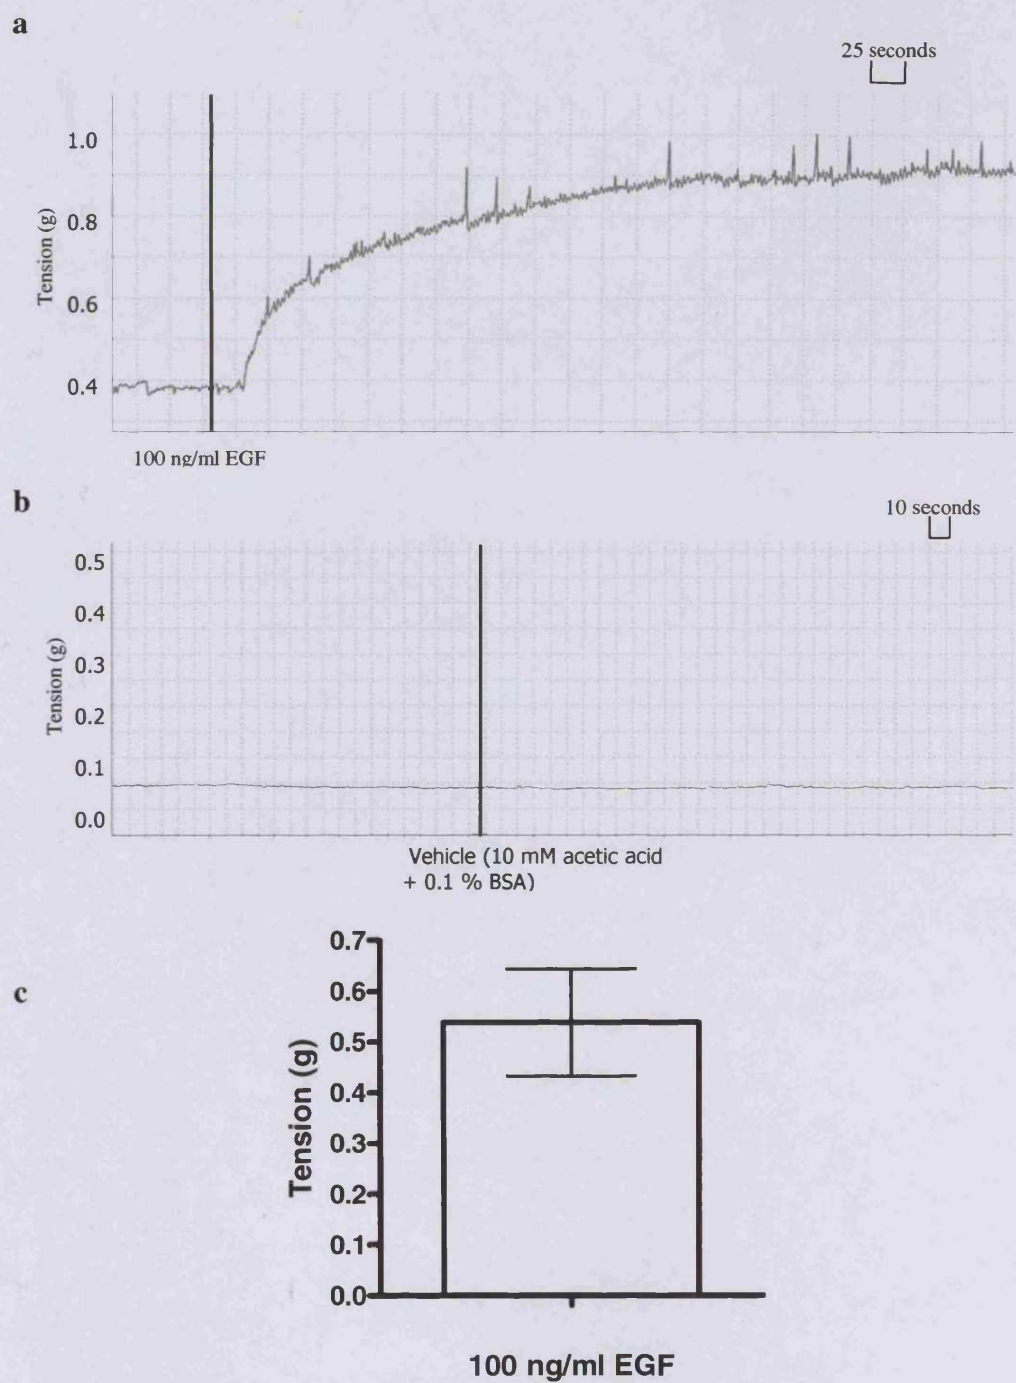 a
25 seconds
Tension (g)
1.0
0.8
0.6
0.4
100 ng/ml EGF
b
10 seconds
Tension (g)
0.5
0.4
0.3
0.2
0.1
0.0
Vehicle (10 mM acetic acid
+ 0.1 % BSA)
c
Tension (g)
0.7
0.6
0.5
0.4
0.3
0.2
0.1
0.0
100 ng/ml EGF